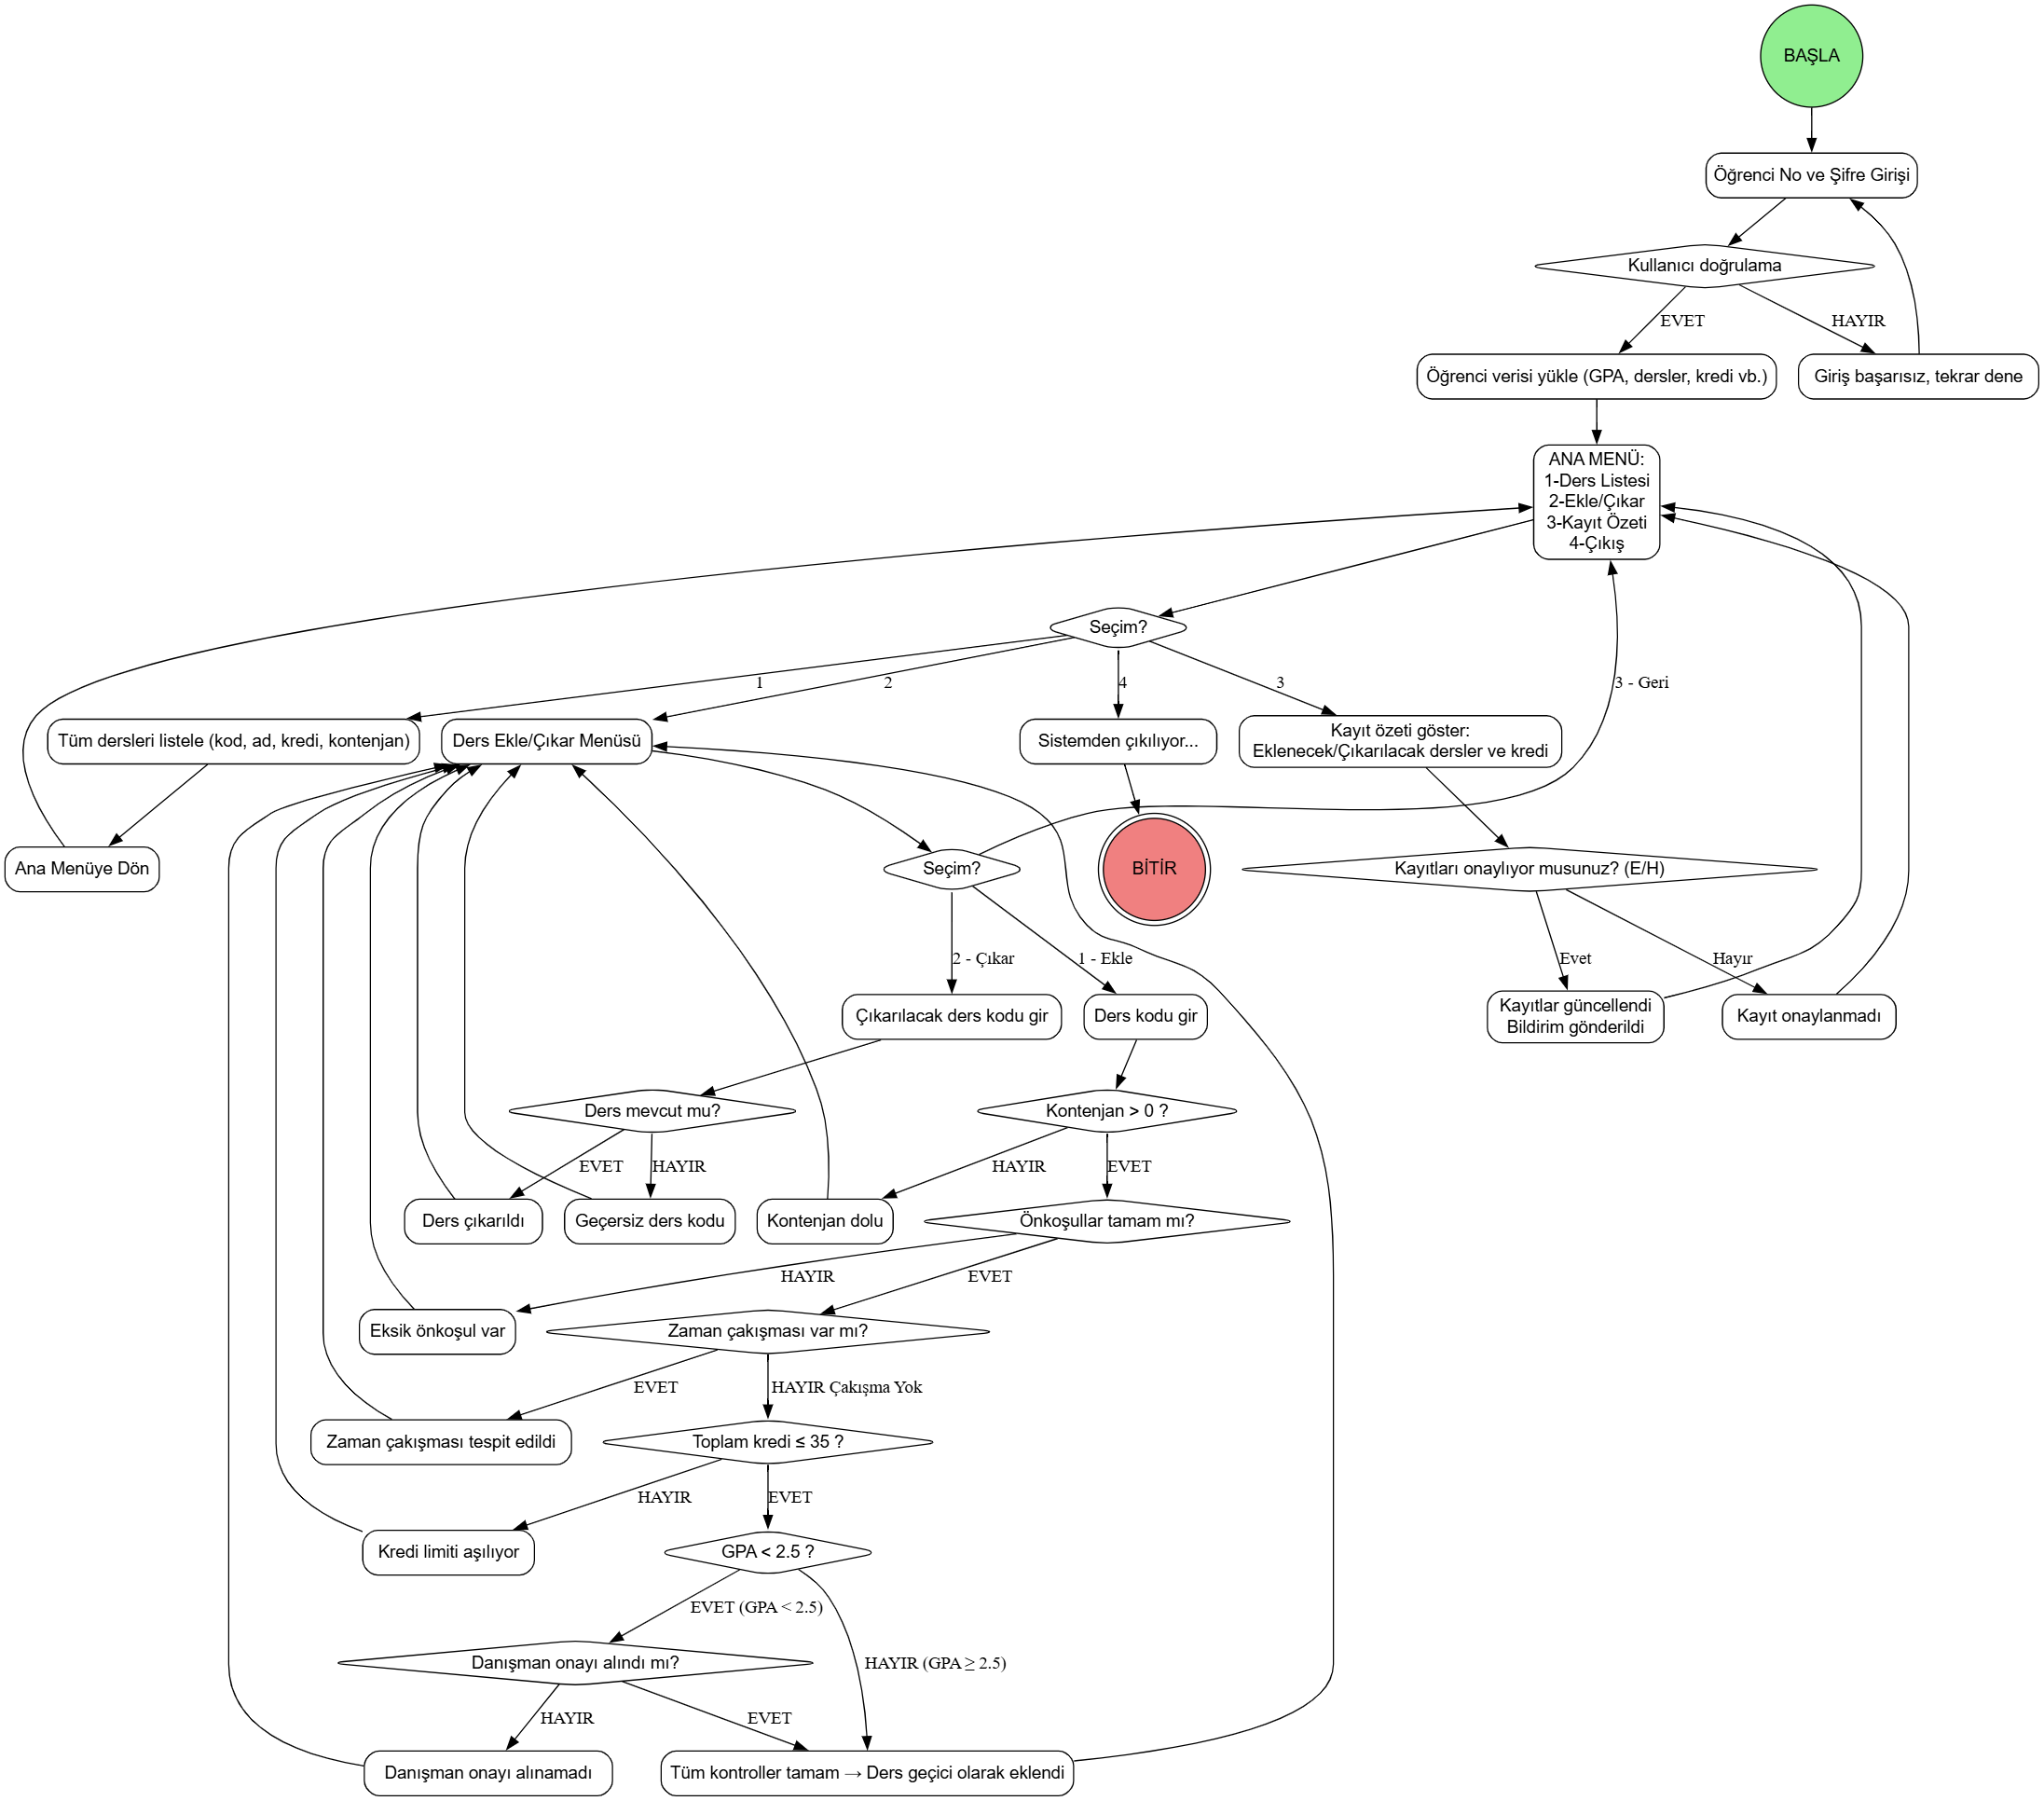 BAŞLA
Öğrenci No ve Şifre Girişi
Kullanıcı doğrulama
EVET
HAYIR
Öğrenci verisi yükle (GPA, dersler, kredi vb.)
Giriş başarısız, tekrar dene
ANA MENÜ:
1-Ders Listesi
2-Ekle/Çıkar
3-Kayıt Özeti
4-Çıkış
Seçim?
1
2
4
3
3 - Geri
Tüm dersleri listele (kod, ad, kredi, kontenjan)
Ders Ekle/Çıkar Menüsü
Sistemden çıkılıyor...
Kayıt özeti göster:
Eklenecek/Çıkarılacak dersler ve kredi
Ana Menüye Dön
Seçim?
BİTİR
Kayıtları onaylıyor musunuz? (E/H)
2 - Çıkar
1 - Ekle
Evet
Hayır
Çıkarılacak ders kodu gir
Ders kodu gir
Kayıtlar güncellendi
Bildirim gönderildi
Kayıt onaylanmadı
Ders mevcut mu?
Kontenjan > 0 ?
EVET
HAYIR
HAYIR
EVET
Ders çıkarıldı
Geçersiz ders kodu
Kontenjan dolu
Önkoşullar tamam mı?
HAYIR
EVET
Eksik önkoşul var
Zaman çakışması var mı?
EVET
HAYIR Çakışma Yok
Zaman çakışması tespit edildi
Toplam kredi ≤ 35 ?
HAYIR
EVET
Kredi limiti aşılıyor
GPA < 2.5 ?
EVET (GPA < 2.5)
Danışman onayı alındı mı?
HAYIR (GPA ≥ 2.5)
HAYIR
EVET
Danışman onayı alınamadı
Tüm kontroller tamam → Ders geçici olarak eklendi